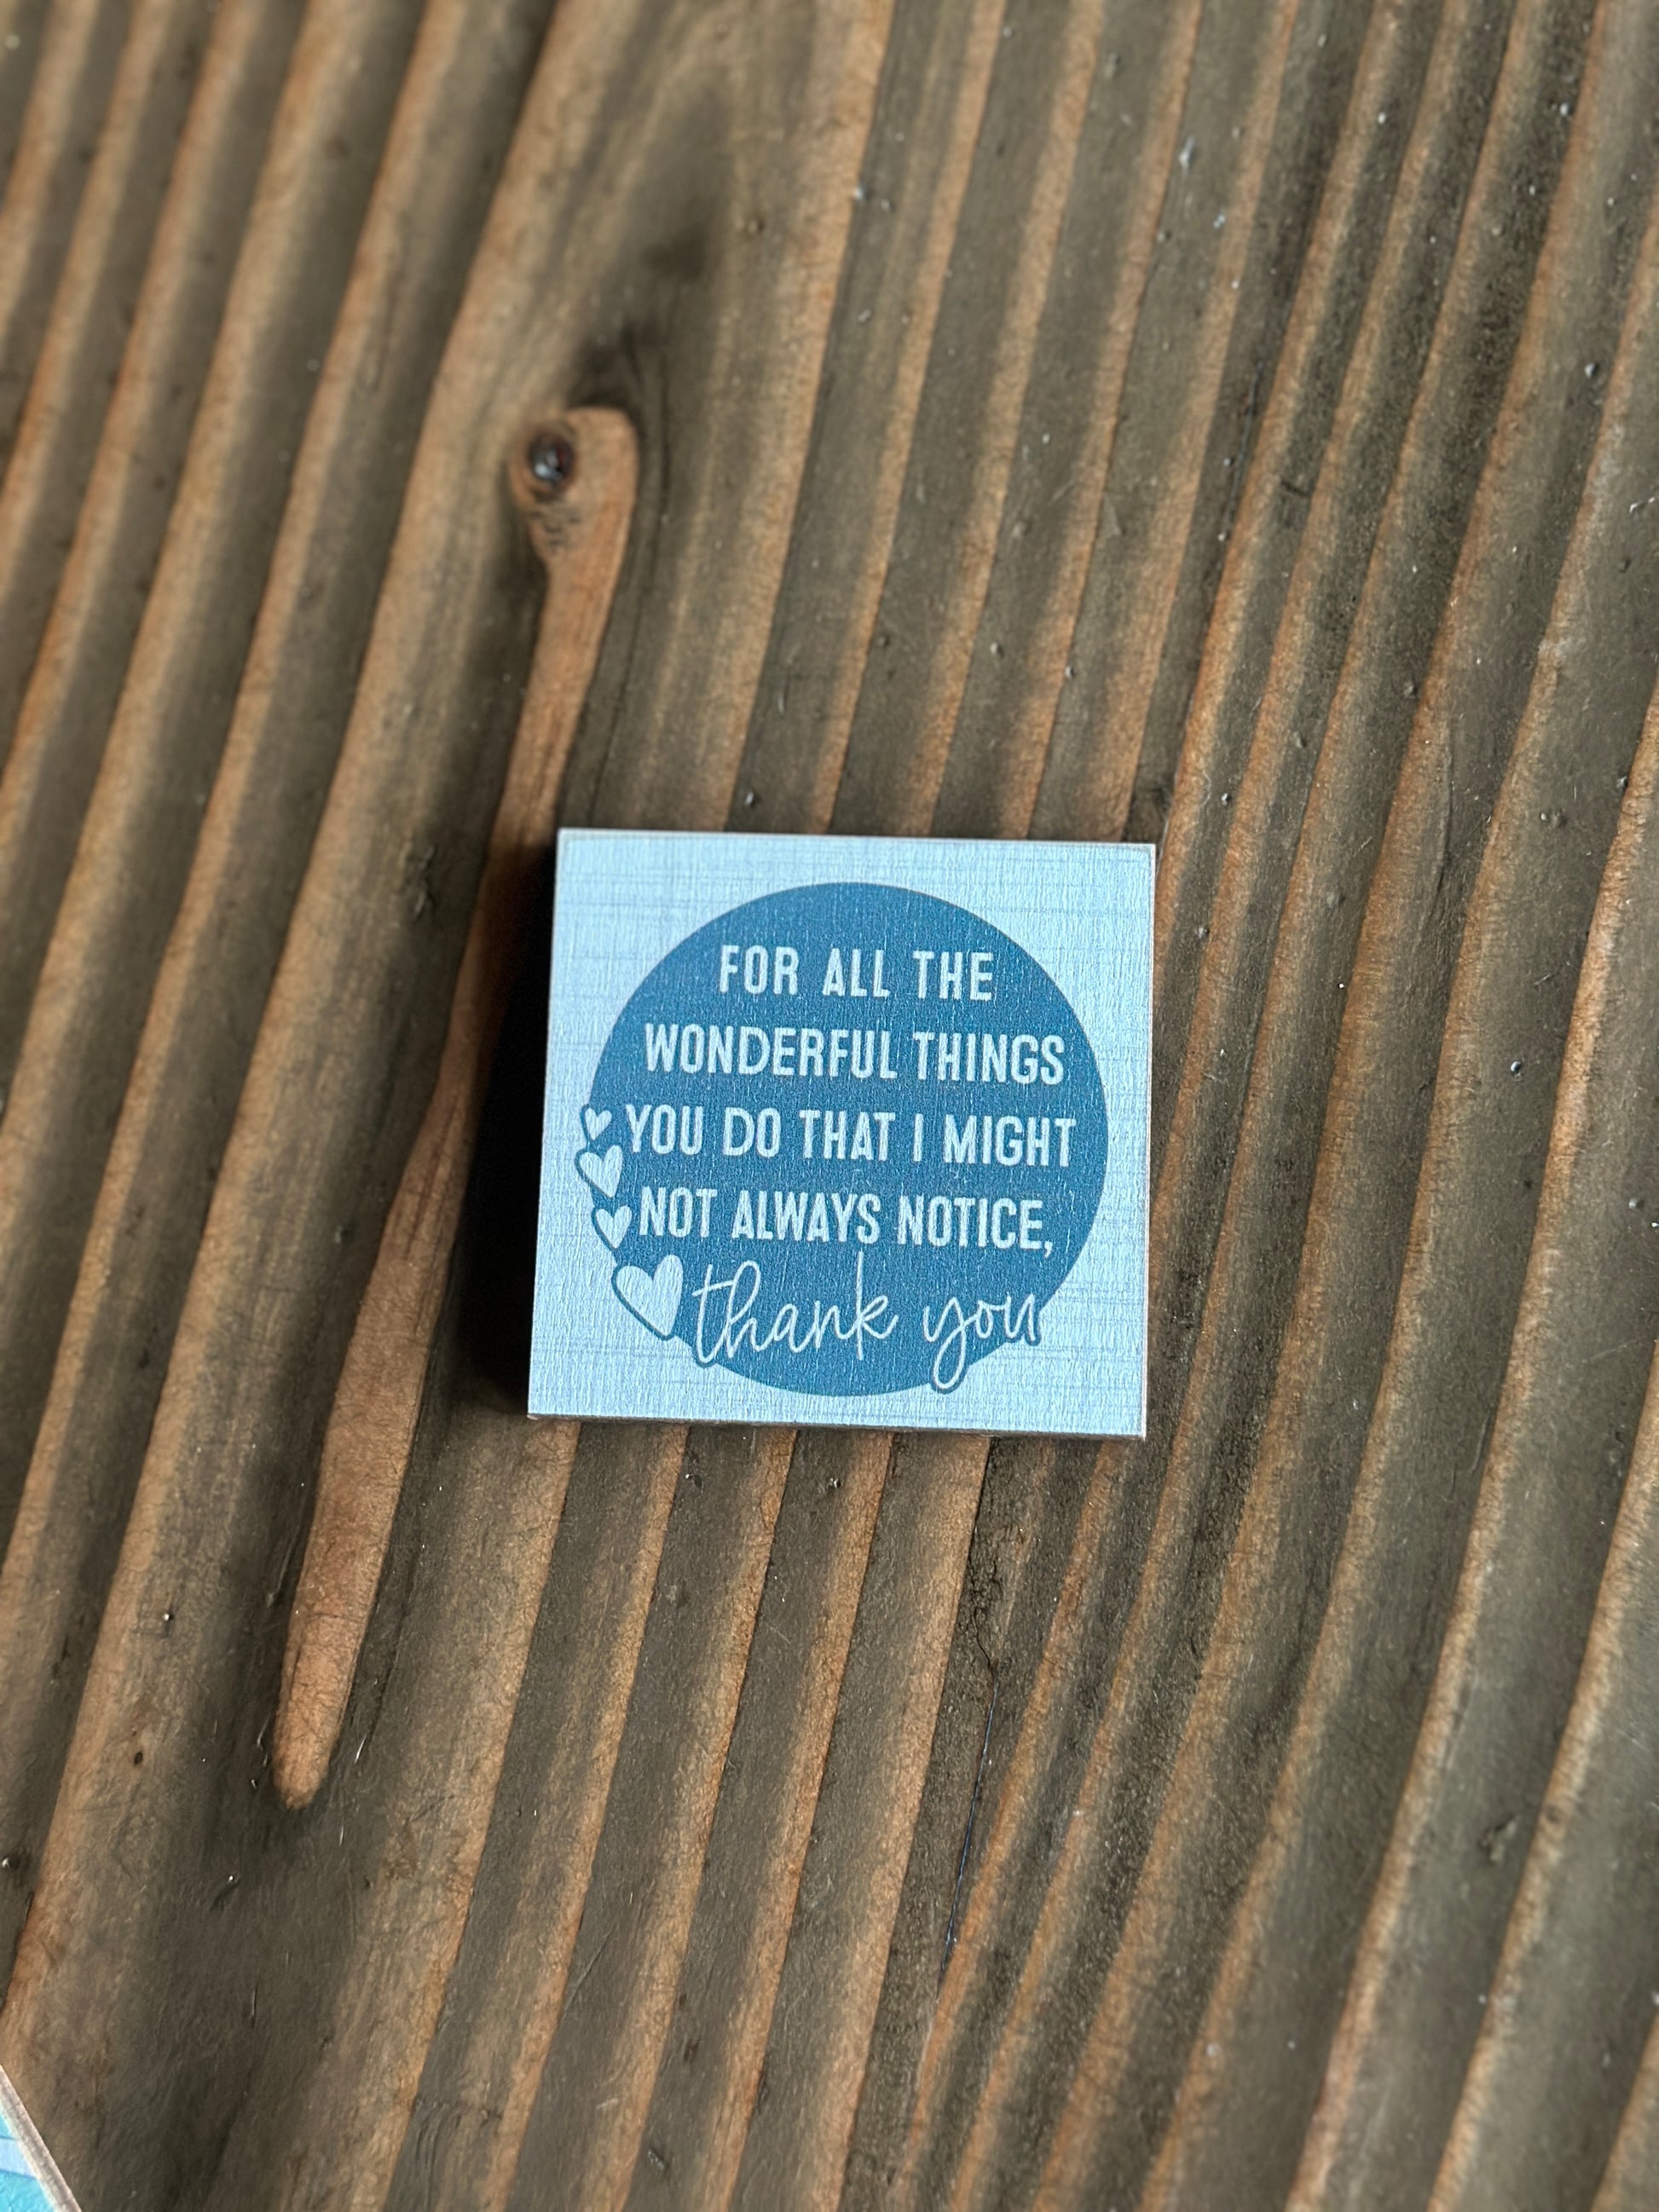 FOR ALL THE
WONDERFUL THINGS
YOU DO THAT I MIGHT
NOT ALWAYS NOTICE,
thank you